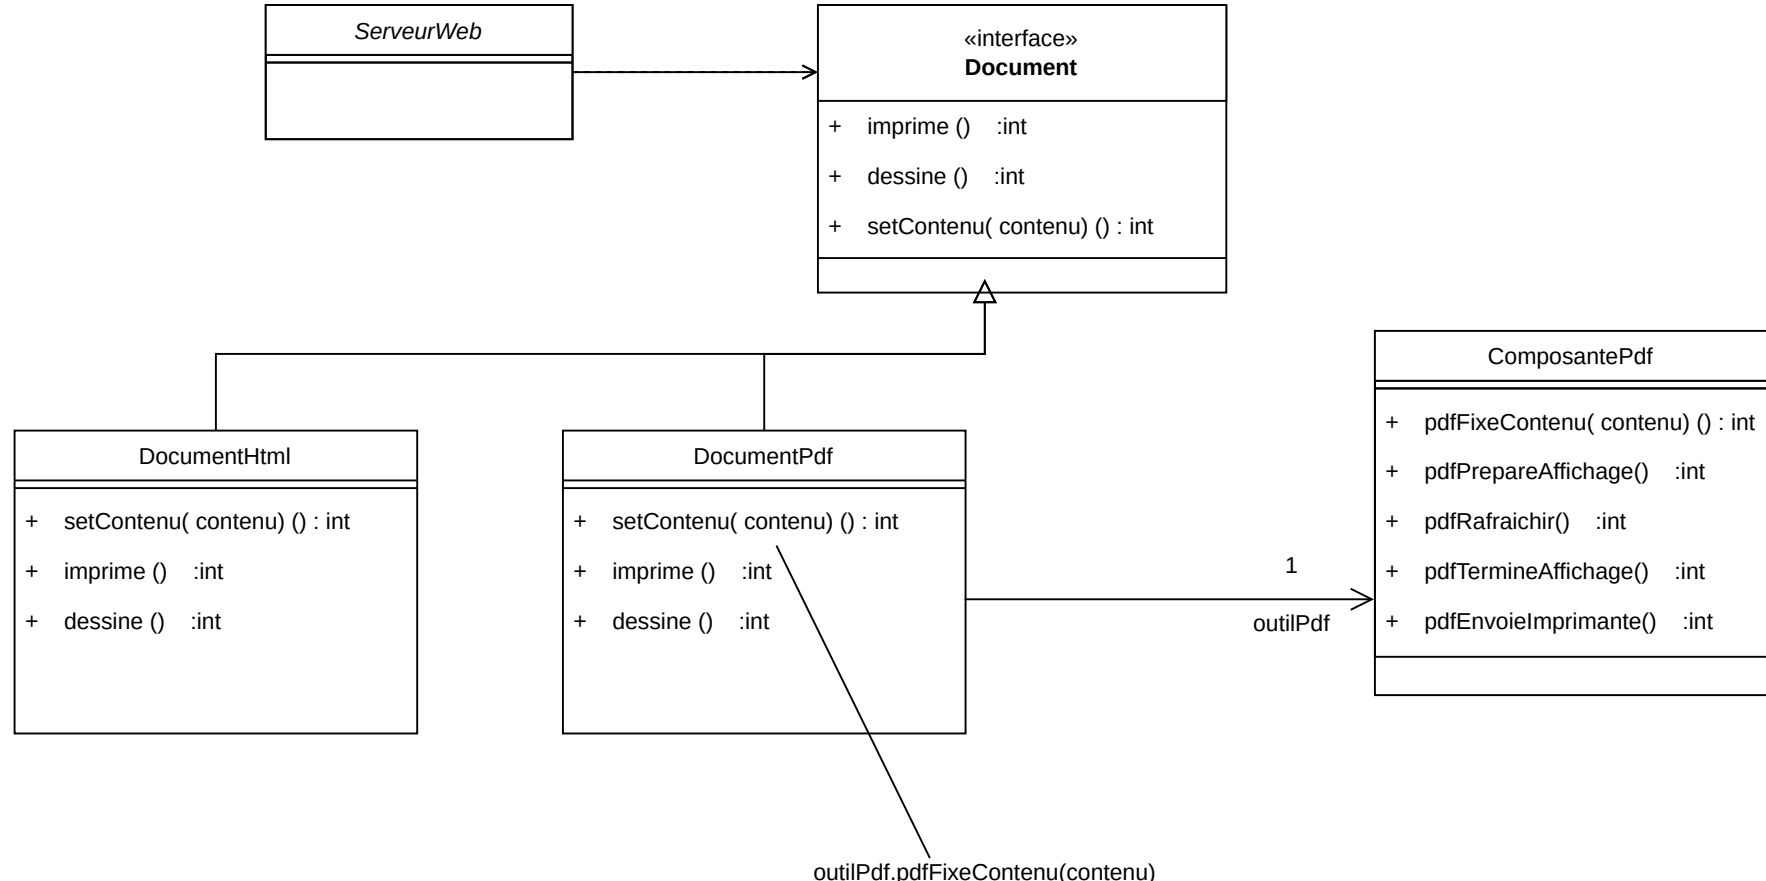 ServeurWeb
«interface»
Document
+ imprime () :int
+ dessine () :int
+ setContenu( contenu) () : int
DocumentHtml
+ setContenu( contenu) () : int
+ imprime () :int
+ dessine () :int
DocumentPdf
+ setContenu( contenu) () : int
+ imprime () :int
+ dessine () :int
1
outilPdf
ComposantePdf
+ pdfFixeContenu( contenu) () : int
+ pdfPrepareAffichage() :int
+ pdfRafraichir() :int
+ pdfTermineAffichage() :int
+ pdfEnvoieImprimante() :int
outilPdf.pdfFixeContenu(contenu)